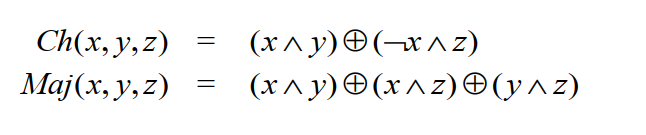 Ch(x, y, z) = (x ∧ y) ⊕ (¬x ∧ z)
Maj(x, y, z) = (x ∧ y) ⊕ (x ∧ z) ⊕ (y ∧ z)